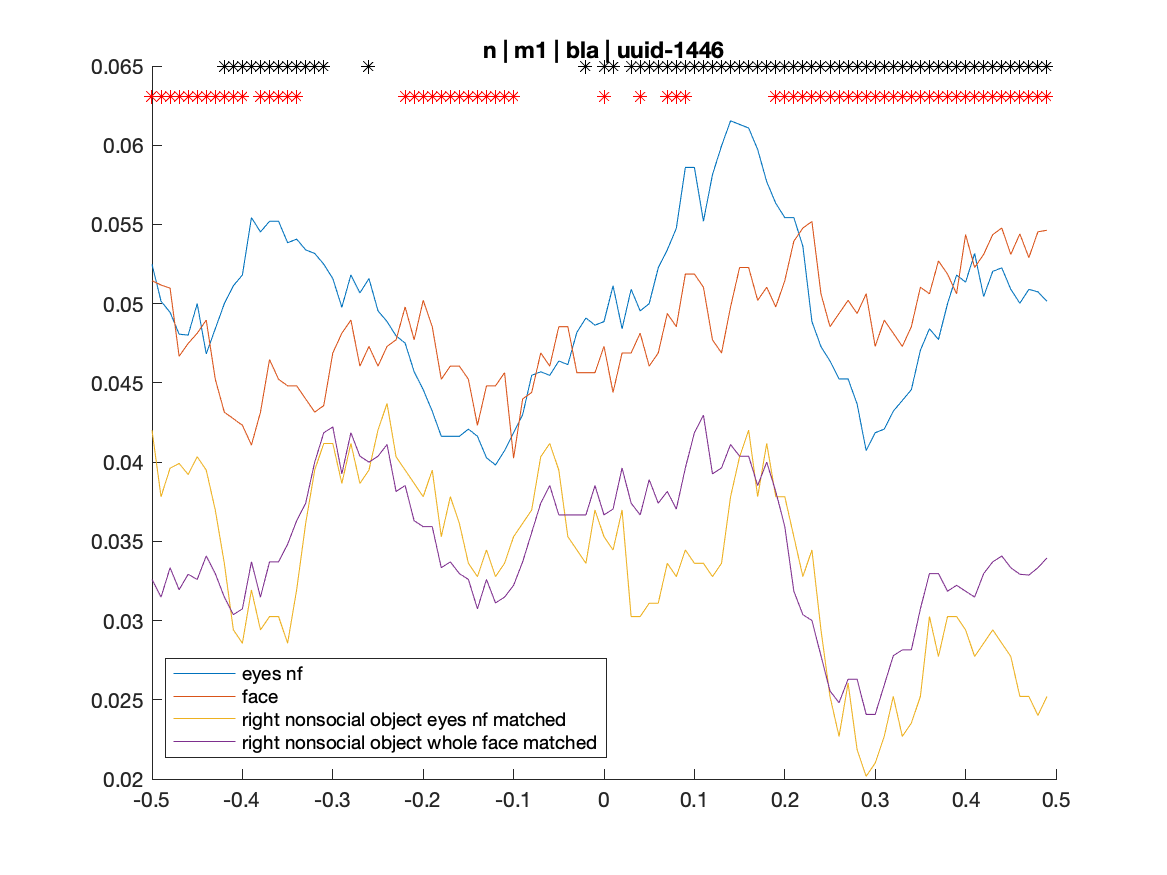 n | m1 | bla | uuid-1446
0.065
0.06
0.055
0.05
0.045
0.04
0.035
0.03
0.025
0.02
eyes nf
face
right nonsocial object eyes nf matched
right nonsocial object whole face matched
-0.5 -0.4 -0.3 -0.2 -0.1 0 0.1 0.2 0.3 0.4 0.5